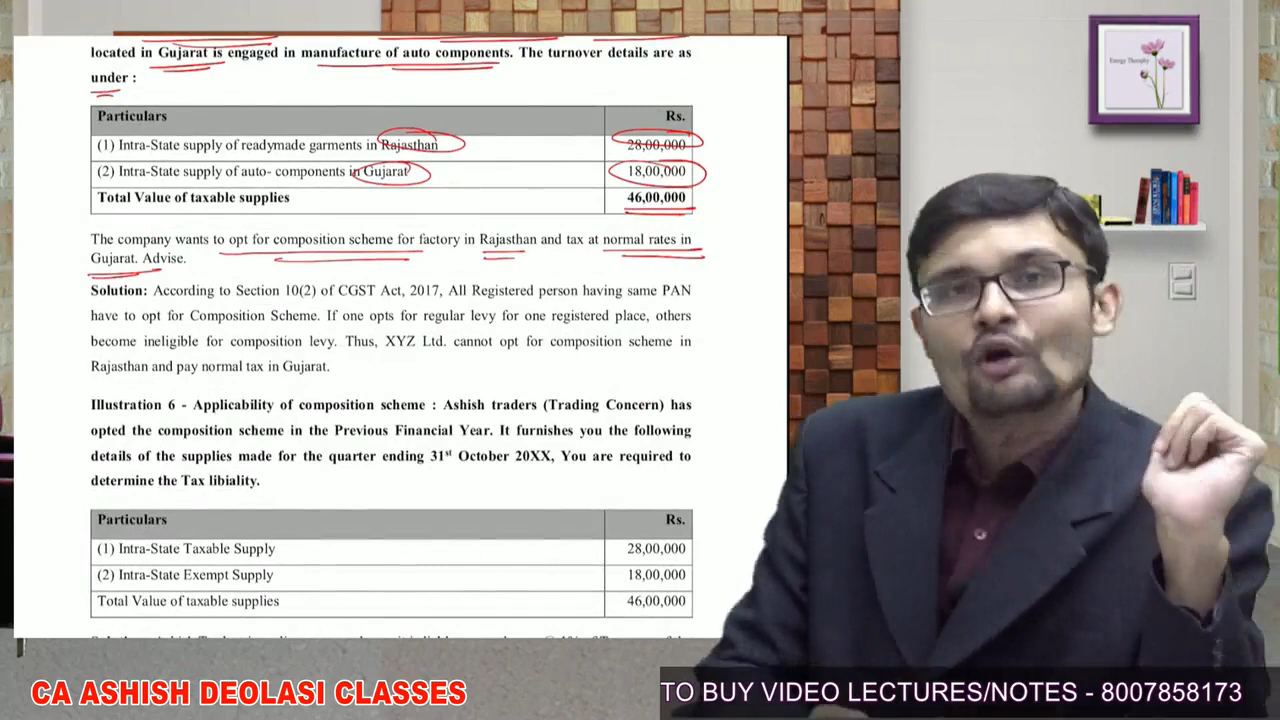 located in Gujarat is engaged in manufacture of auto components. The turnover details are as
under :
Particulars Rs.
(1) Intra-State supply of readymade garments in Rajasthan 28,00,000
(2) Intra-State supply of auto- components in Gujarat 18,00,000
Total Value of taxable supplies 46,00,000
The company wants to opt for composition scheme for factory in Rajasthan and tax at normal rates in
Gujarat. Advise.
Solution: According to Section 10(2) of CGST Act, 2017, All Registered person having same PAN
have to opt for Composition Scheme. If one opts for regular levy for one registered place, others
become ineligible for composition levy. Thus, XYZ Ltd. cannot opt for composition scheme in
Rajasthan and pay normal tax in Gujarat.
Illustration 6 - Applicability of composition scheme : Ashish traders (Trading Concern) has
opted the composition scheme in the Previous Financial Year. It furnishes you the following
details of the supplies made for the quarter ending 31st October 20XX, You are required to
determine the Tax libiality.
Particulars Rs.
(1) Intra-State Taxable Supply 28,00,000
(2) Intra-State Exempt Supply 18,00,000
Total Value of taxable supplies 46,00,000
Energy Theraphy
CA ASHISH DEOLASI CLASSES
TO BUY VIDEO LECTURES/NOTES - 8007858173